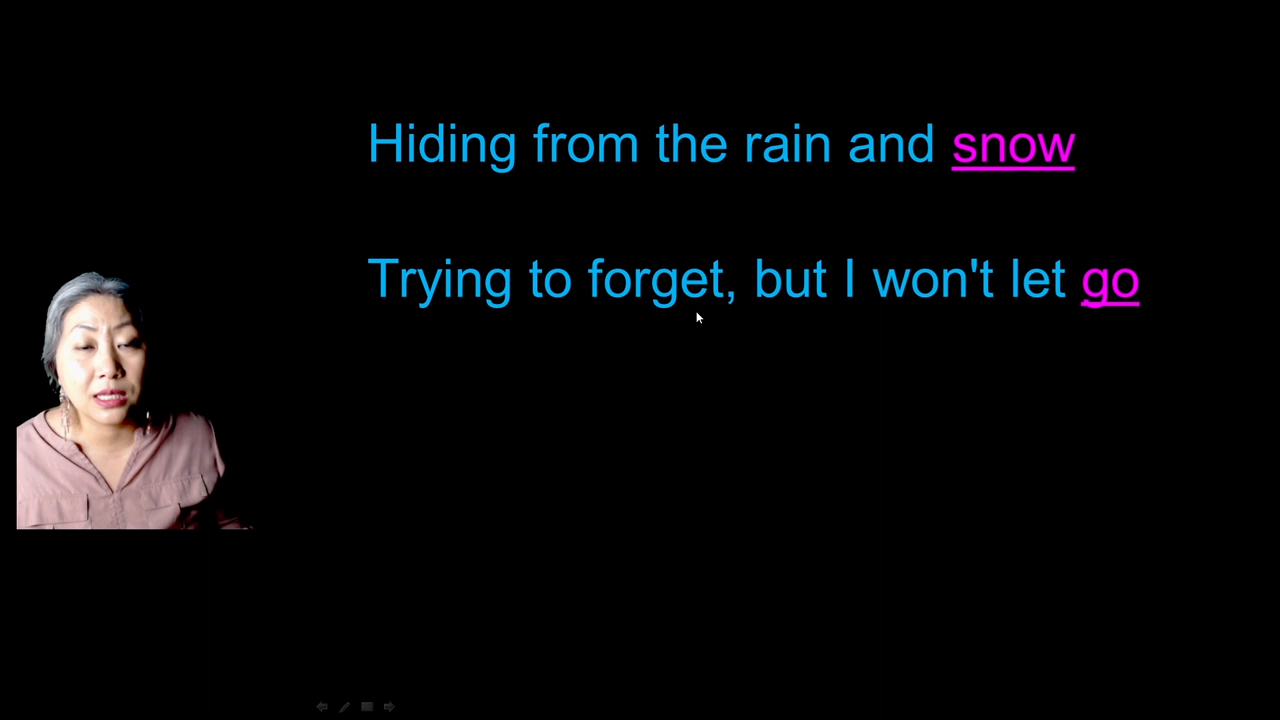 Hiding from the rain and snow
Trying to forget, but I won't let go